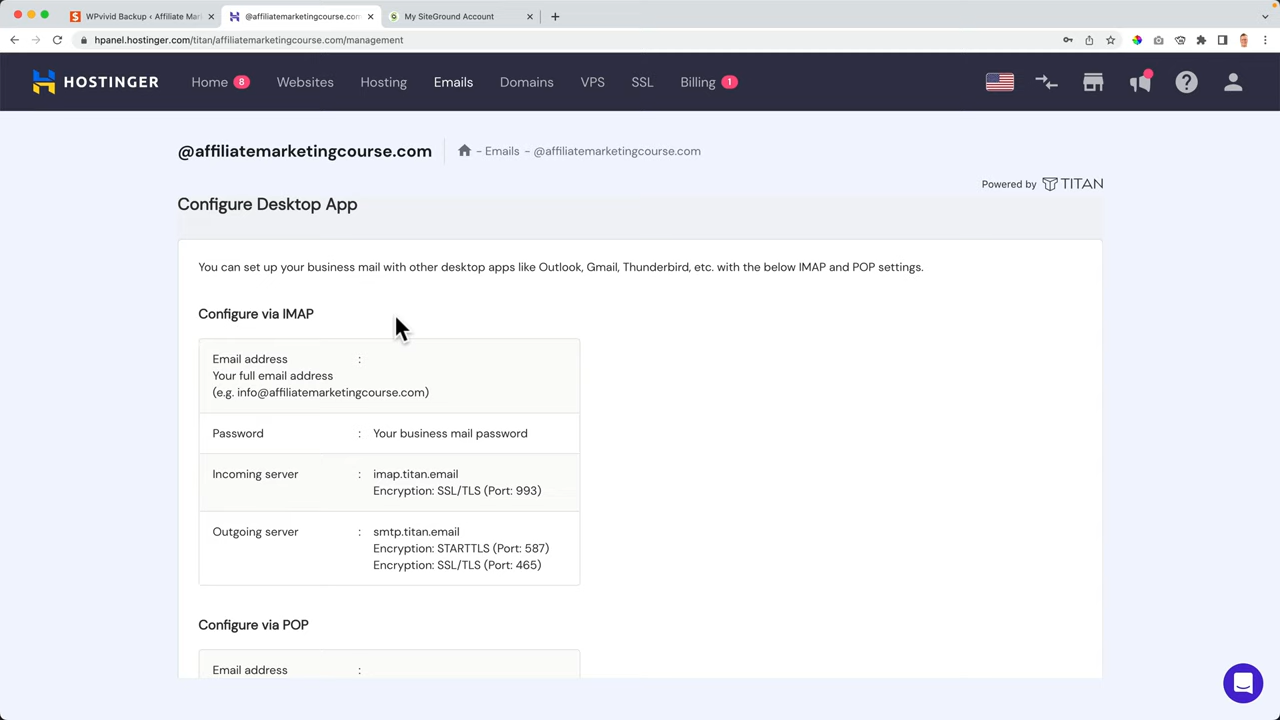 WPvivid Backup ‹ Affiliate Mar
@affiliatemarketingcourse.com
My SiteGround Account
hpanel.hostinger.com/titan/affiliatemarketingcourse.com/management
HOSTINGER
Home 8 Websites Hosting Emails Domains VPS SSL Billing 1
@affiliatemarketingcourse.com
- Emails - @affiliatemarketingcourse.com
Powered by TITAN
Configure Desktop App
You can set up your business mail with other desktop apps like Outlook, Gmail, Thunderbird, etc. with the below IMAP and POP settings.
Configure via IMAP
Email address :
Your full email address
(e.g. info@affiliatemarketingcourse.com)
Password : Your business mail password
Incoming server : imap.titan.email
Encryption: SSL/TLS (Port: 993)
Outgoing server : smtp.titan.email
Encryption: STARTTLS (Port: 587)
Encryption: SSL/TLS (Port: 465)
Configure via POP
Email address :